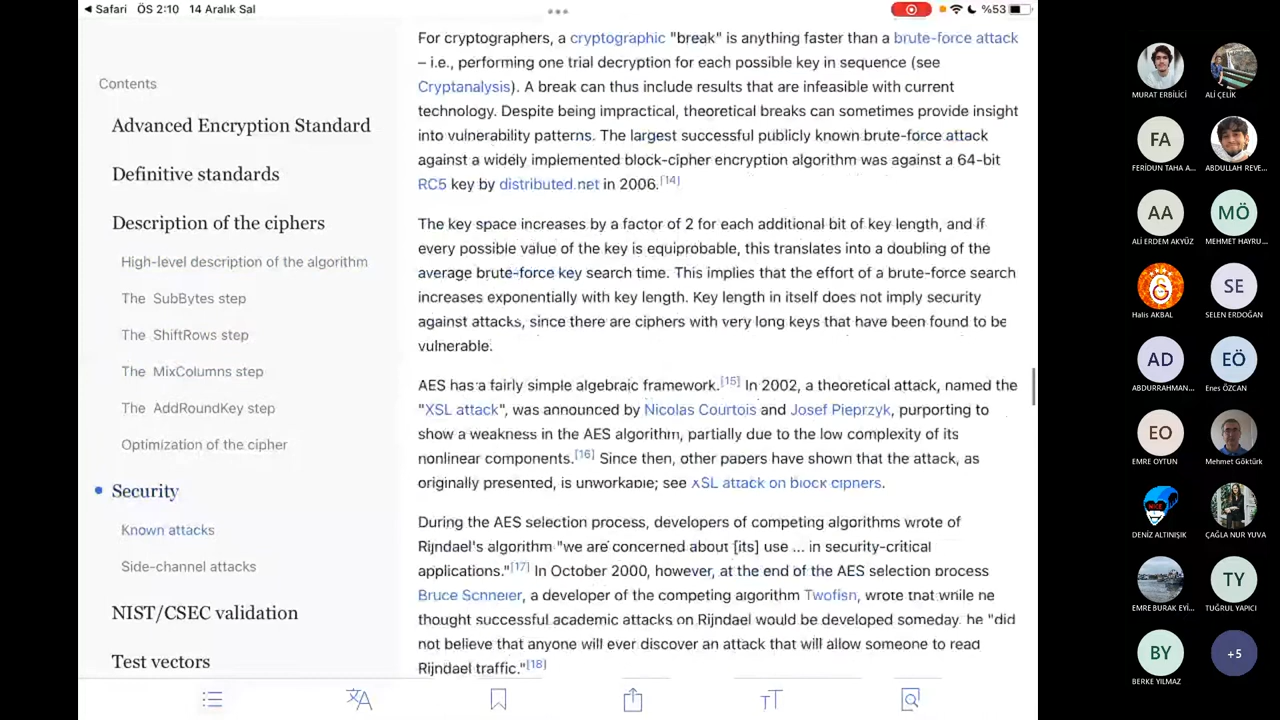 Safari ÖS 2:10 14 Aralık Sal
%53
Contents
Advanced Encryption Standard
Definitive standards
Description of the ciphers
High-level description of the algorithm
The SubBytes step
The ShiftRows step
The MixColumns step
The AddRoundKey step
Optimization of the cipher
Security
Known attacks
Side-channel attacks
NIST/CSEC validation
Test vectors
For cryptographers, a cryptographic "break" is anything faster than a brute-force attack
– i.e., performing one trial decryption for each possible key in sequence (see
Cryptanalysis). A break can thus include results that are infeasible with current
technology. Despite being impractical, theoretical breaks can sometimes provide insight
into vulnerability patterns. The largest successful publicly known brute-force attack
against a widely implemented block-cipher encryption algorithm was against a 64-bit
RC5 key by distributed.net in 2006.[14]
The key space increases by a factor of 2 for each additional bit of key length, and if
every possible value of the key is equiprobable, this translates into a doubling of the
average brute-force key search time. This implies that the effort of a brute-force search
increases exponentially with key length. Key length in itself does not imply security
against attacks, since there are ciphers with very long keys that have been found to be
vulnerable.
AES has a fairly simple algebraic framework.[15] In 2002, a theoretical attack, named the
"XSL attack", was announced by Nicolas Courtois and Josef Pieprzyk, purporting to
show a weakness in the AES algorithm, partially due to the low complexity of its
nonlinear components.[16] Since then, other papers have shown that the attack, as
originally presented, is unworkable; see XSL attack on block ciphers.
During the AES selection process, developers of competing algorithms wrote of
Rijndael's algorithm "we are concerned about [its] use ... in security-critical
applications."[17] In October 2000, however, at the end of the AES selection process
Bruce Schneier, a developer of the competing algorithm Twofish, wrote that while he
thought successful academic attacks on Rijndael would be developed someday, he "did
not believe that anyone will ever discover an attack that will allow someone to read
Rijndael traffic."[18]
MURAT ERBİLİCİ
ALİ ÇELİK
FA
FERİDUN TAHA A...
ABDULLAH REVE...
AA
ALİ ERDEM AKYÜZ
MÖ
MEHMET HAYRU...
Halis AKBAL
SE
SELEN ERDOĞAN
AD
ABDURRAHMAN...
EÖ
Enes ÖZCAN
EO
EMRE OYTUN
Mehmet Göktürk
DENİZ ALTINIŞIK
ÇAĞLA NUR YUVA
EMRE BURAK EYİ...
TY
TUĞRUL YAPICI
BY
BERKE YILMAZ
+5